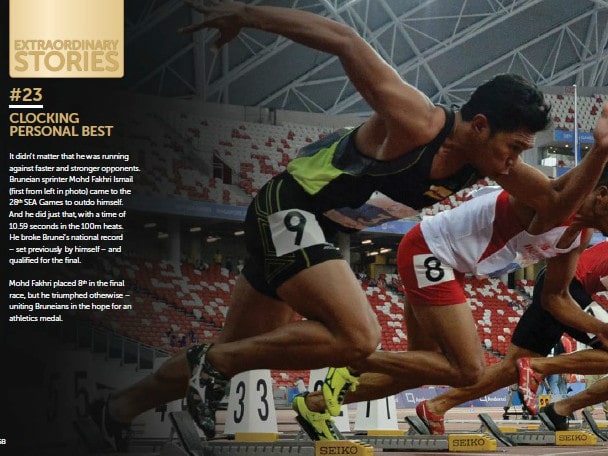 EXTRAORDINARY
STORIES
#23
CLOCKING
PERSONAL BEST
It didn't matter that he was running
against faster and stronger opponents.
Bruneian sprinter Mohd Fakhri Ismail
(first from left in photo) came to the
28th SEA Games to outdo himself.
And he did just that, with a time of
10.59 seconds in the 100m heats.
He broke Brunei's national record
– set previously by himself – and
qualified for the final.
Mohd Fakhri placed 8th in the final
race, but he triumphed otherwise –
uniting Bruneians in the hope for an
athletics medal.
9
8
3
3
11
SEIKO
SEIKO
SEIKO